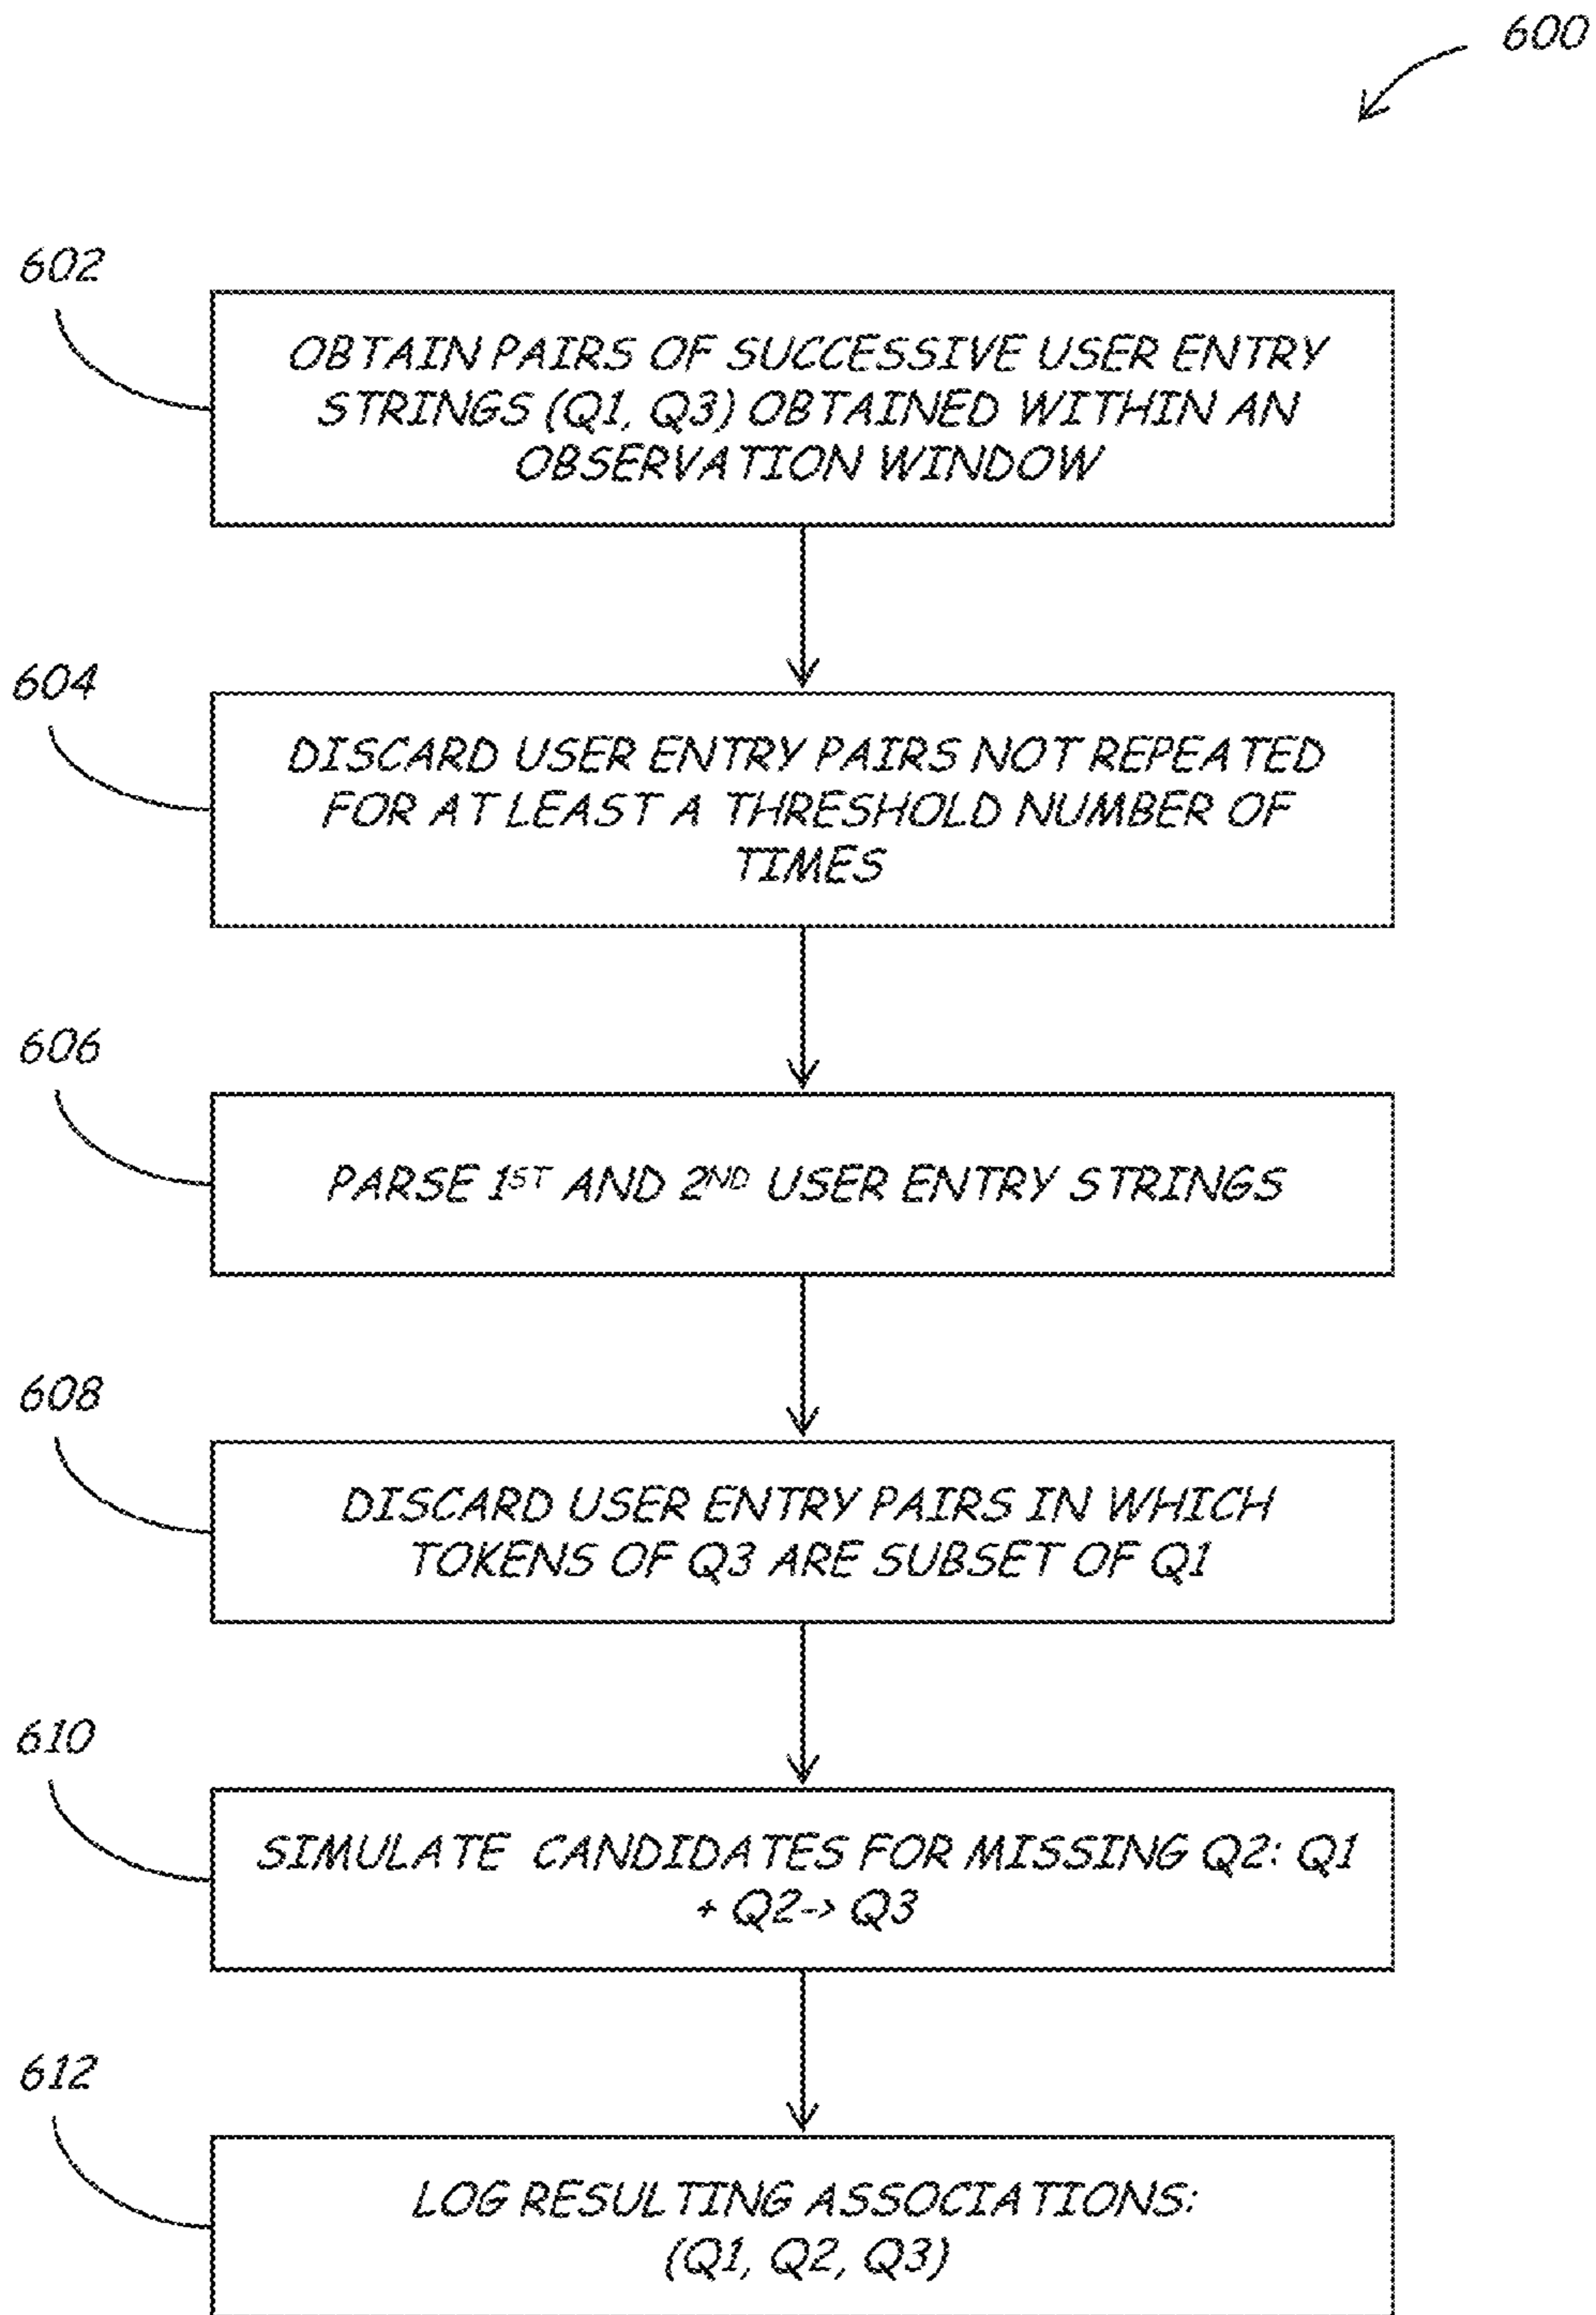 600
602
OBTAIN PAIRS OF SUCCESSIVE USER ENTRY
STRINGS (Q1, Q3) OBTAINED WITHIN AN
OBSERVATION WINDOW
604
DISCARD USER ENTRY PAIRS NOT REPEATED
FOR AT LEAST A THRESHOLD NUMBER OF
TIMES
606
PARSE 1ST AND 2ND USER ENTRY STRINGS
608
DISCARD USER ENTRY PAIRS IN WHICH
TOKENS OF Q3 ARE SUBSET OF Q1
610
SIMULATE CANDIDATES FOR MISSING Q2: Q1
+ Q2-> Q3
612
LOG RESULTING ASSOCIATIONS:
(Q1, Q2, Q3)